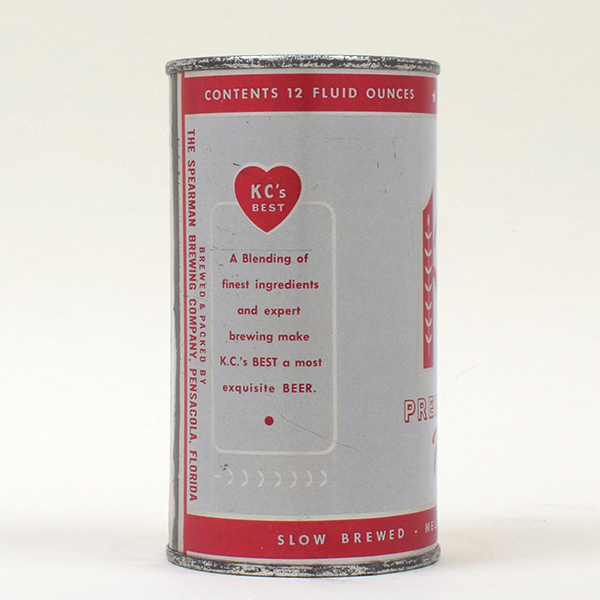 CONTENTS 12 FLUID OUNCES
KC's
BEST
A Blending of
finest ingredients
and expert
brewing make
K.C.'s BEST a most
exquisite BEER.
BREWED & PACKED BY
THE SPEARMAN BREWING COMPANY, PENSACOLA, FLORIDA
PRE
SLOW BREWED · ME